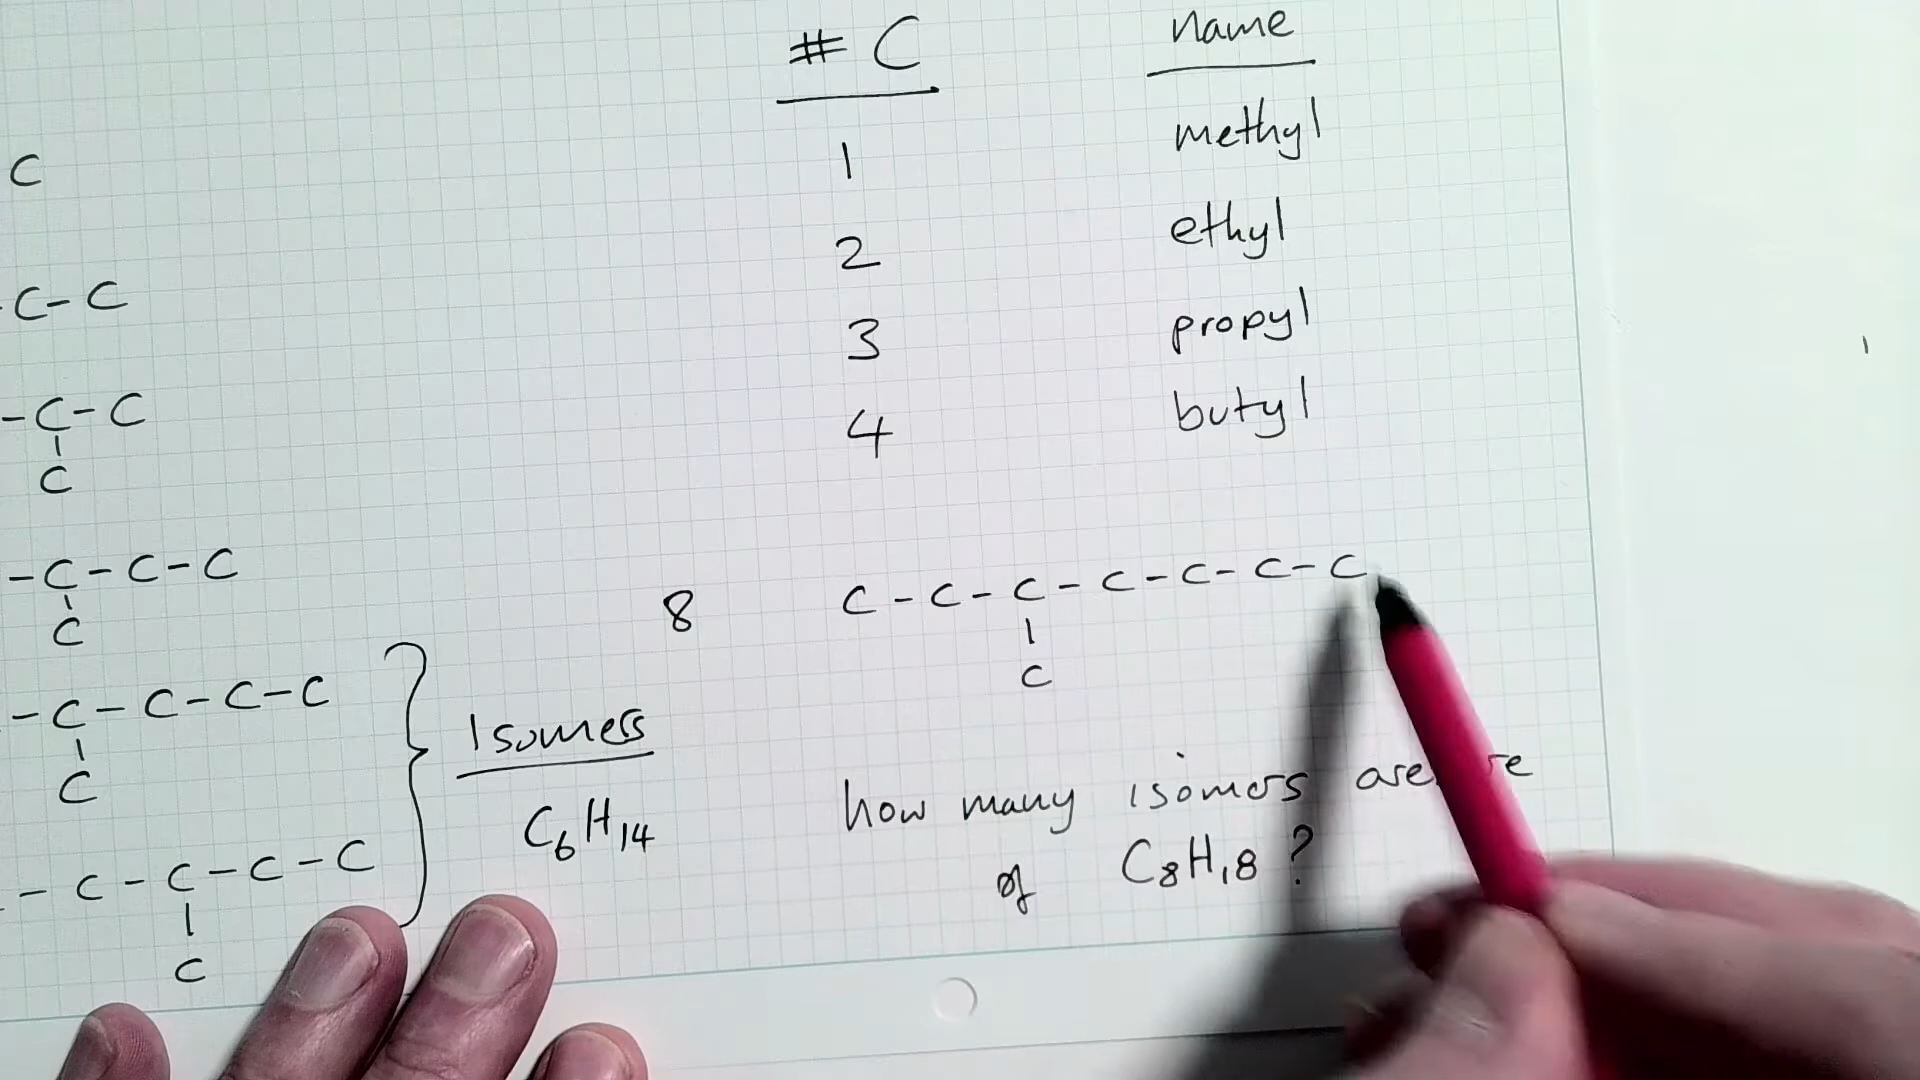 # C name
1 methyl
2 ethyl
3 propyl
4 butyl
C
C - C
- C - C
C
- C - C - C
C
- C - C - C - C
C
- C - C - C - C
C
Isomers
C6H14
8 C - C - C - C - C - C - C
C
how many isomers are
of C8H18 ?